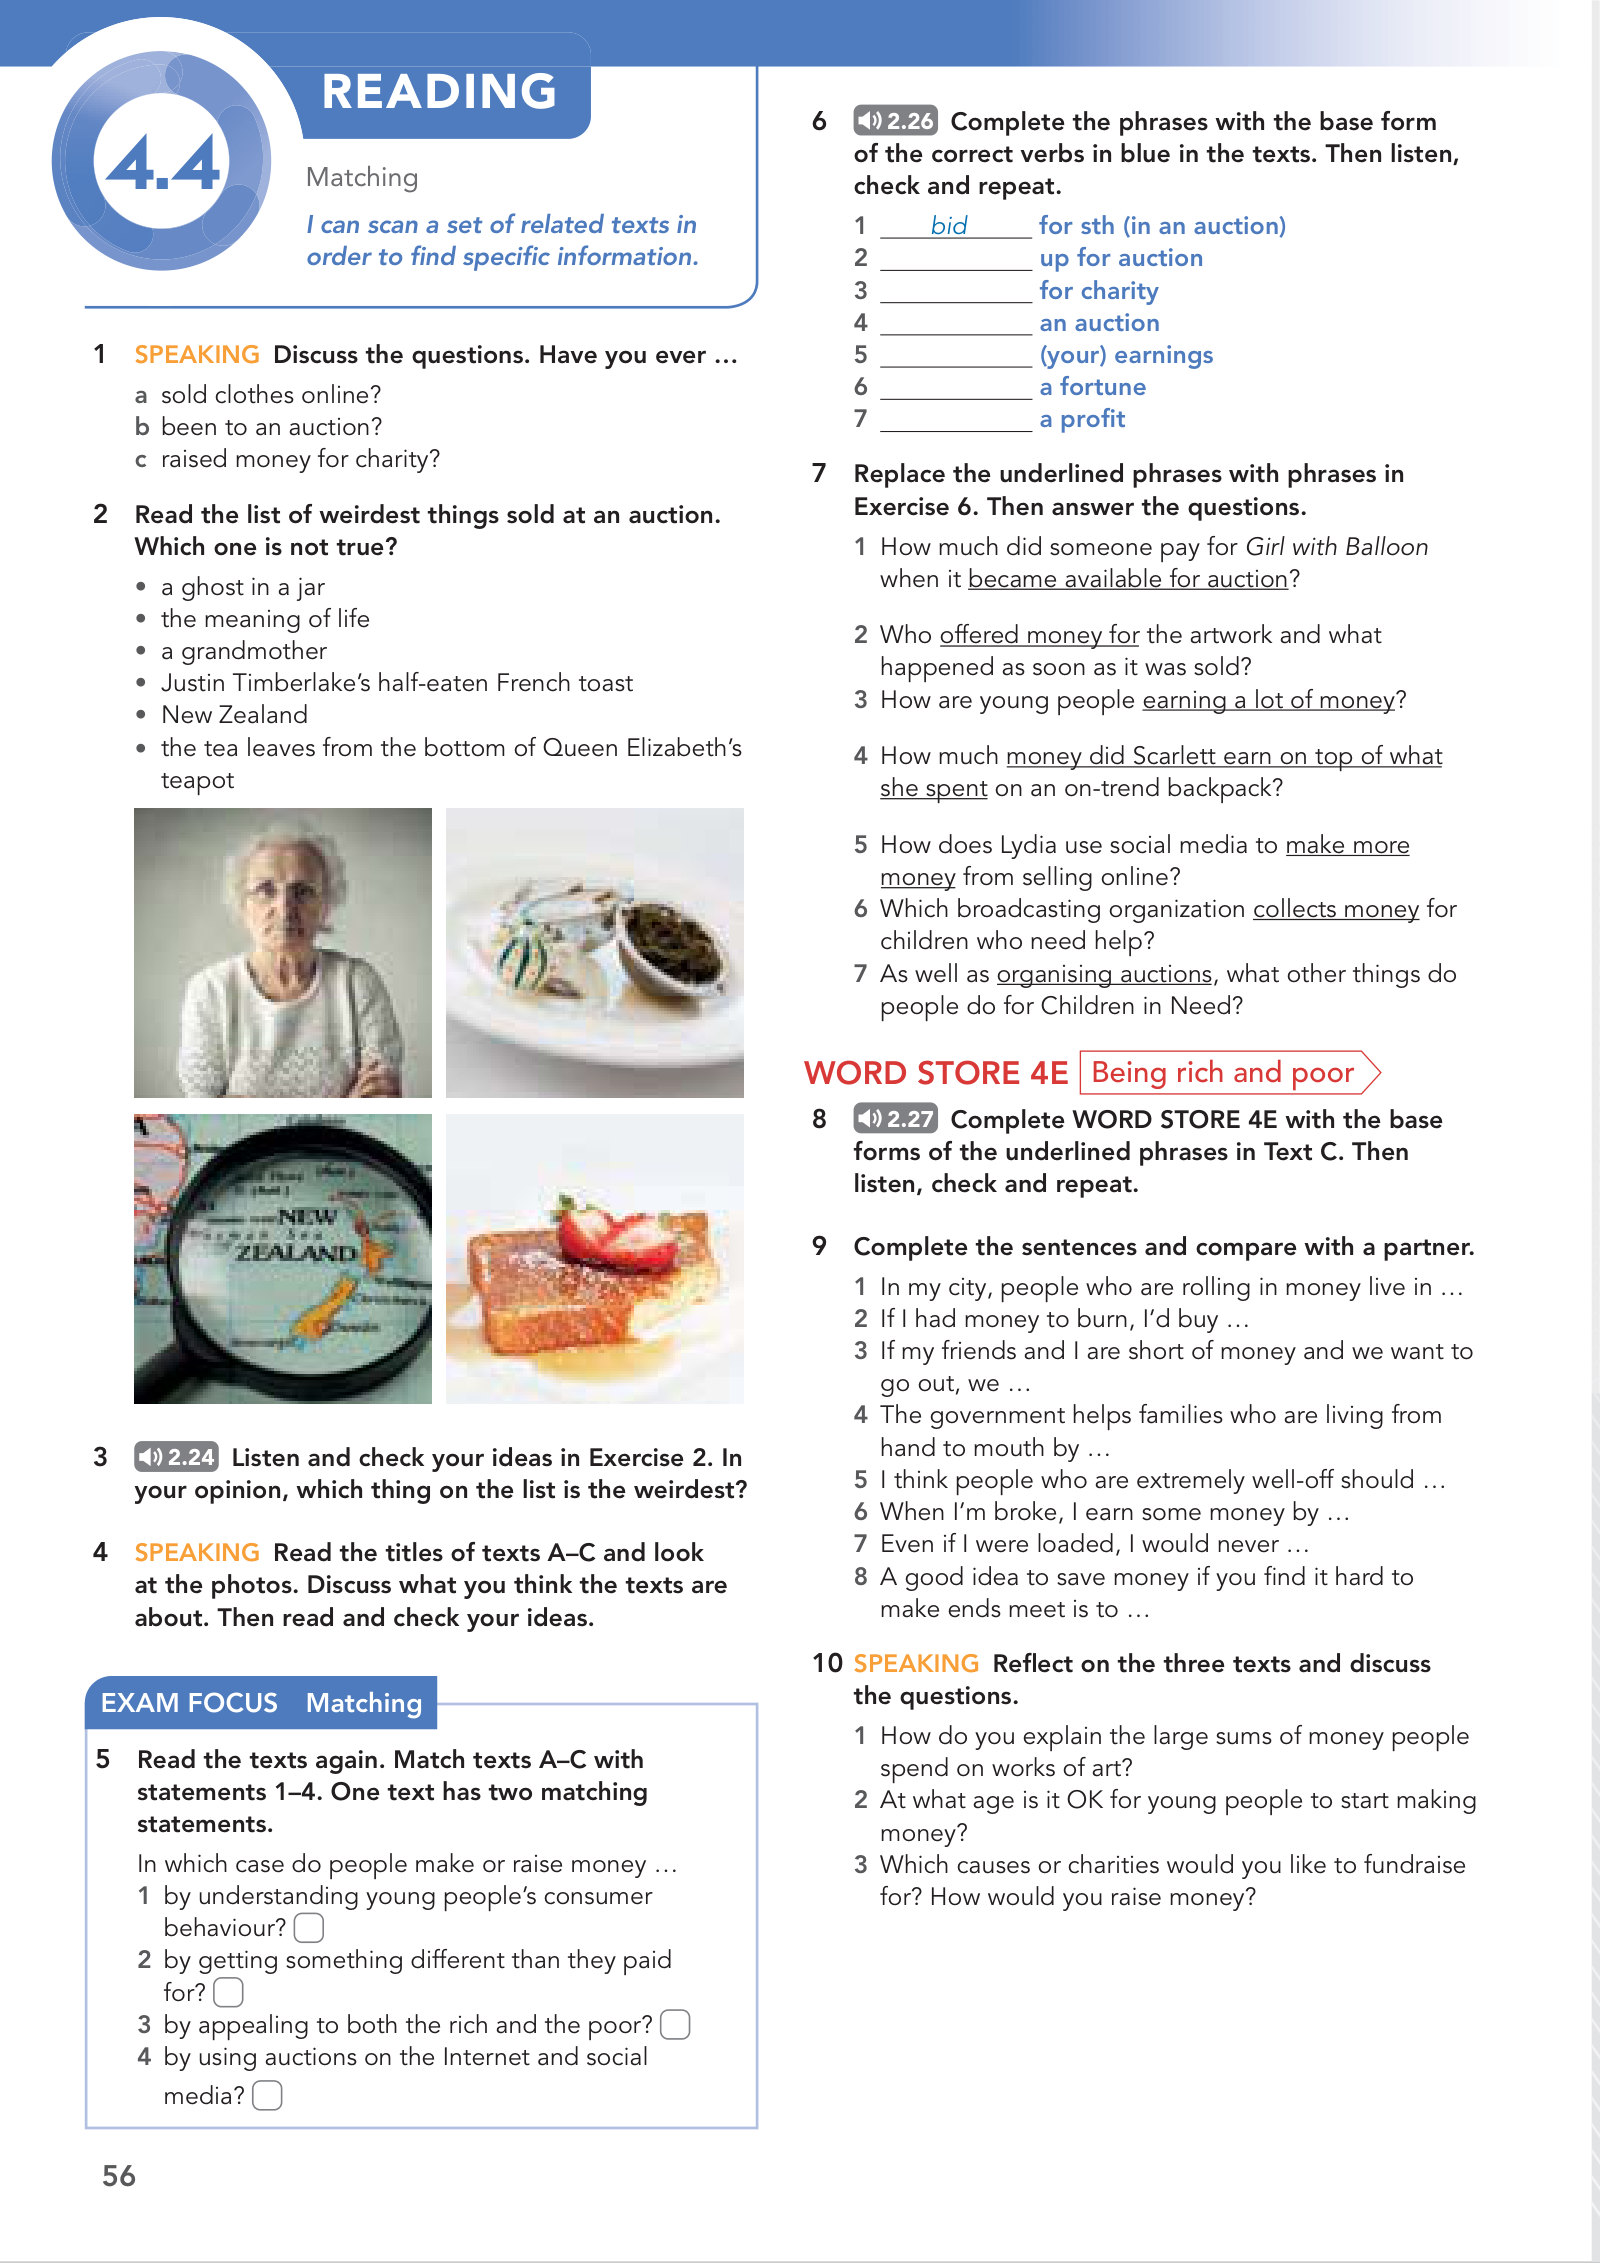 READING
4.4
Matching
I can scan a set of related texts in
order to find specific information.
1 SPEAKING Discuss the questions. Have you ever …
a sold clothes online?
b been to an auction?
c raised money for charity?
2 Read the list of weirdest things sold at an auction.
Which one is not true?
• a ghost in a jar
• the meaning of life
• a grandmother
• Justin Timberlake’s half-eaten French toast
• New Zealand
• the tea leaves from the bottom of Queen Elizabeth’s
teapot
NEW
ZEALAND
3 2.24 Listen and check your ideas in Exercise 2. In
your opinion, which thing on the list is the weirdest?
4 SPEAKING Read the titles of texts A–C and look
at the photos. Discuss what you think the texts are
about. Then read and check your ideas.
EXAM FOCUS Matching
5 Read the texts again. Match texts A–C with
statements 1–4. One text has two matching
statements.
In which case do people make or raise money …
1 by understanding young people’s consumer
behaviour?
2 by getting something different than they paid
for?
3 by appealing to both the rich and the poor?
4 by using auctions on the Internet and social
media?
56
6 2.26 Complete the phrases with the base form
of the correct verbs in blue in the texts. Then listen,
check and repeat.
1 bid for sth (in an auction)
2 ____________ up for auction
3 ____________ for charity
4 ____________ an auction
5 ____________ (your) earnings
6 ____________ a fortune
7 ____________ a profit
7 Replace the underlined phrases with phrases in
Exercise 6. Then answer the questions.
1 How much did someone pay for Girl with Balloon
when it became available for auction?
2 Who offered money for the artwork and what
happened as soon as it was sold?
3 How are young people earning a lot of money?
4 How much money did Scarlett earn on top of what
she spent on an on-trend backpack?
5 How does Lydia use social media to make more
money from selling online?
6 Which broadcasting organization collects money for
children who need help?
7 As well as organising auctions, what other things do
people do for Children in Need?
WORD STORE 4E Being rich and poor
8 2.27 Complete WORD STORE 4E with the base
forms of the underlined phrases in Text C. Then
listen, check and repeat.
9 Complete the sentences and compare with a partner.
1 In my city, people who are rolling in money live in …
2 If I had money to burn, I’d buy …
3 If my friends and I are short of money and we want to
go out, we …
4 The government helps families who are living from
hand to mouth by …
5 I think people who are extremely well-off should …
6 When I’m broke, I earn some money by …
7 Even if I were loaded, I would never …
8 A good idea to save money if you find it hard to
make ends meet is to …
10 SPEAKING Reflect on the three texts and discuss
the questions.
1 How do you explain the large sums of money people
spend on works of art?
2 At what age is it OK for young people to start making
money?
3 Which causes or charities would you like to fundraise
for? How would you raise money?